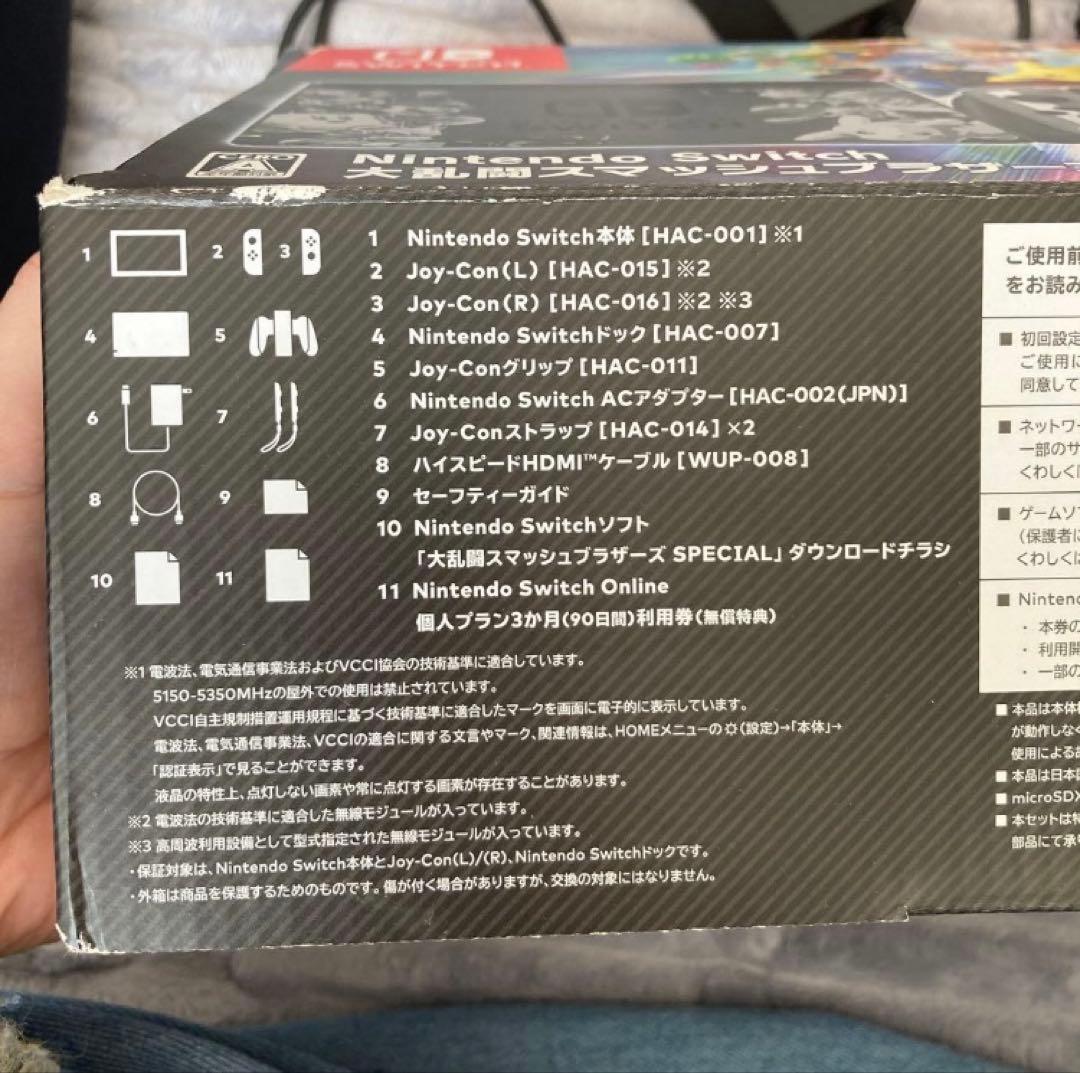 Nintendo Switch
大乱闘スマッシュブラザ
1 Nintendo Switch本体 [HAC-001] ※1
2 Joy-Con(L) [HAC-015] ※2
3 Joy-Con(R) [HAC-016] ※2 ※3
4 Nintendo Switchドック [HAC-007]
5 Joy-Conグリップ [HAC-011]
6 Nintendo Switch ACアダプター [HAC-002(JPN)]
7 Joy-Conストラップ [HAC-014] ×2
8 ハイスピードHDMI™ケーブル [WUP-008]
9 セーフティーガイド
10 Nintendo Switchソフト
「大乱闘スマッシュブラザーズ SPECIAL」ダウンロードチラシ
11 Nintendo Switch Online
個人プラン3か月(90日間)利用券(無償特典)
1 2 3
4 5
6 7
8 9
10 11
※1 電波法、電気通信事業法およびVCCI協会の技術基準に適合しています。
5150-5350MHzの屋外での使用は禁止されています。
VCCI自主規制措置運用規程に基づく技術基準に適合したマークを画面に電子的に表示しています。
電波法、電気通信事業法、VCCIの適合に関する文言やマーク、関連情報は、HOMEメニューの(設定)→「本体」→
「認証表示」で見ることができます。
液晶の特性上、点灯しない画素や常に点灯する画素が存在することがあります。
※2 電波法の技術基準に適合した無線モジュールが入っています。
※3 高周波利用設備として型式指定された無線モジュールが入っています。
・保証対象は、Nintendo Switch本体とJoy-Con(L)/(R)、Nintendo Switchドックです。
・外箱は商品を保護するためのものです。傷が付く場合がありますが、交換の対象にはなりません。
ご使用前
をお読み
■ 初回設定
ご使用に
同意して
■ ネットワー
一部のサ
くわしくは
■ ゲームソフ
(保護者に
くわしくは
■ Nintend
・ 本券の
・ 利用開
・ 一部の
■ 本品は本体
が動作しなく
使用による
■ 本品は日本
■ microSDX
■ 本セットは特
部品にて承